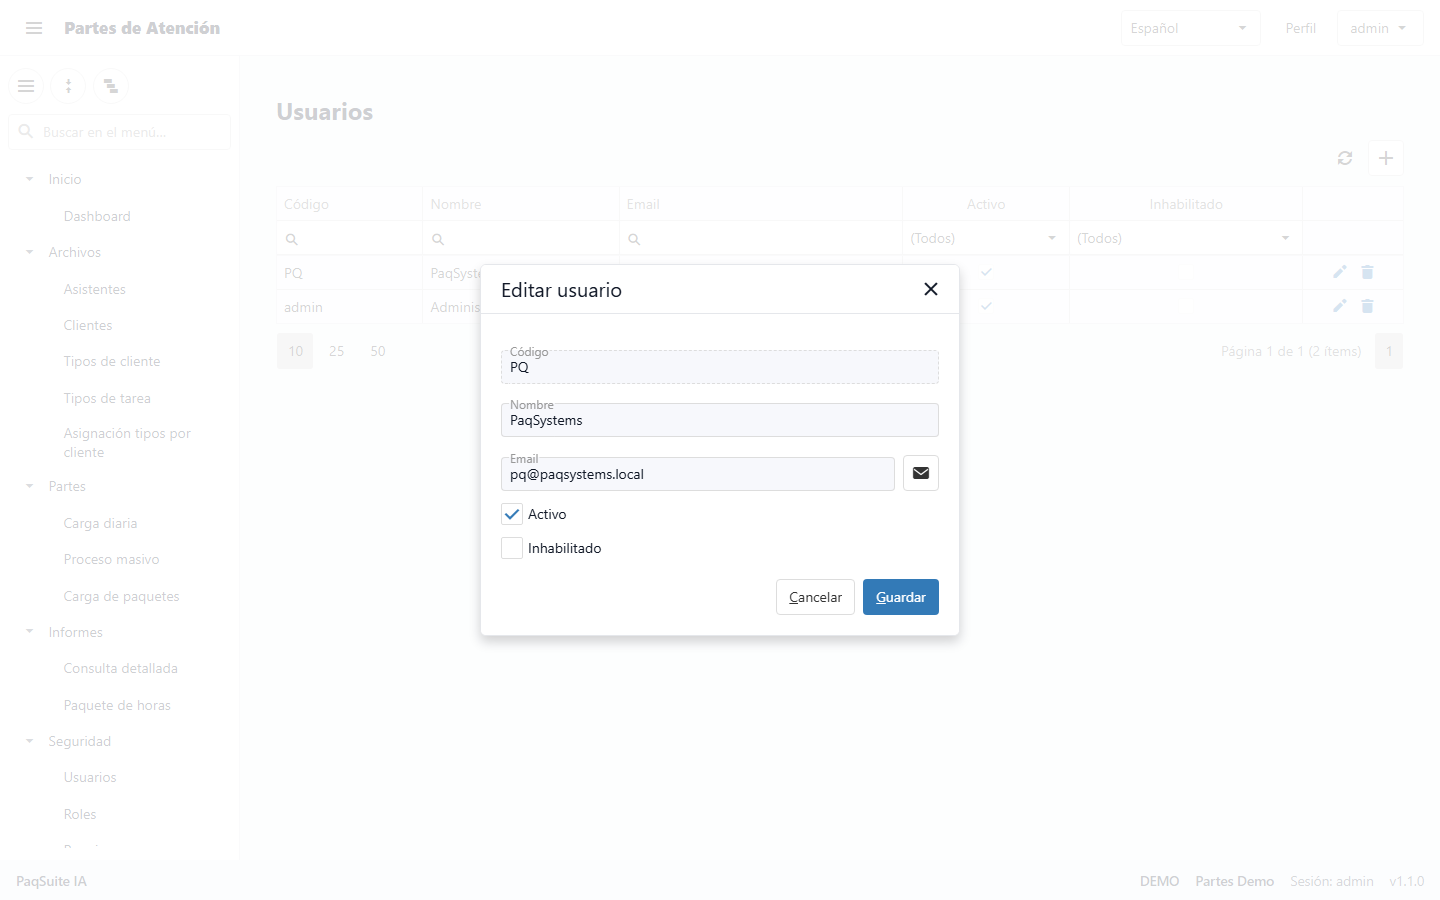 Partes de Atención
Español
Perfil
admin
Buscar en el menú...
Inicio
Dashboard
Archivos
Asistentes
Clientes
Tipos de cliente
Tipos de tarea
Asignación tipos por
cliente
Partes
Carga diaria
Proceso masivo
Carga de paquetes
Informes
Consulta detallada
Paquete de horas
Seguridad
Usuarios
Roles
Usuarios
Código Nombre Email Activo Inhabilitado
(Todos) (Todos)
PQ
admin
10 25 50
Página 1 de 1 (2 ítems) 1
Editar usuario
Código
PQ
Nombre
PaqSystems
Email
pq@paqsystems.local
Activo
Inhabilitado
Cancelar Guardar
PaqSuite IA
DEMO Partes Demo Sesión: admin v1.1.0